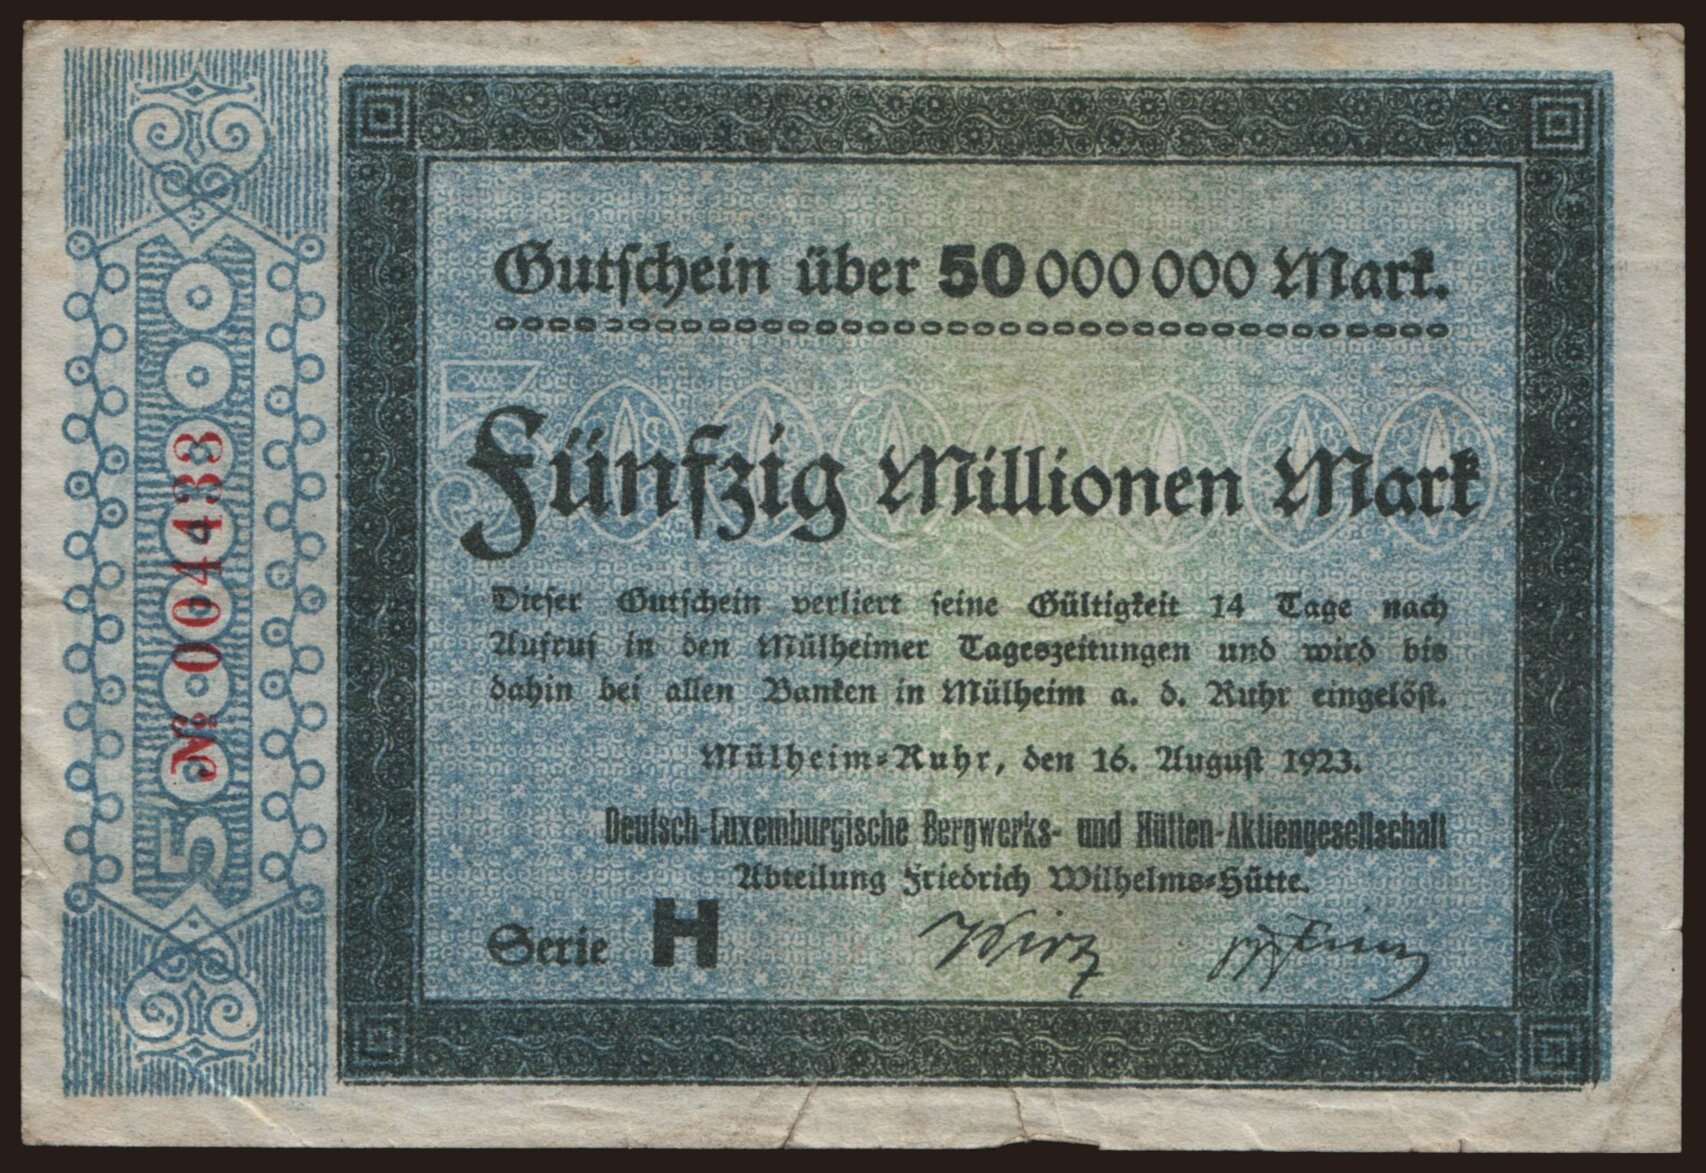 50000000
№ 004438
Gutschein über 50 000 000 Mark.
Fünfzig Millionen Mark
Dieser Gutschein verliert seine Gültigkeit 14 Tage nach
Aufruf in den Mülheimer Tageszeitungen und wird bis
dahin bei allen Banken in Mülheim a. d. Ruhr eingelöst.
Mülheim-Ruhr, den 16. August 1923.
Deutsch-Luxemburgische Bergwerks- und Hütten-Aktiengesellschaft
Abteilung Friedrich Wilhelms-Hütte.
Serie H